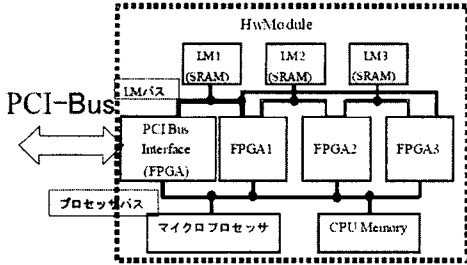 HwModule
LM1
(SRAM)
LM2
(SRAM)
LM3
(SRAM)
LMバス
PCI-Bus
PCI Bus
Interface
(FPGA)
FPGA1
FPGA2
FPGA3
プロセッサバス
マイクロプロセッサ
CPU Memory